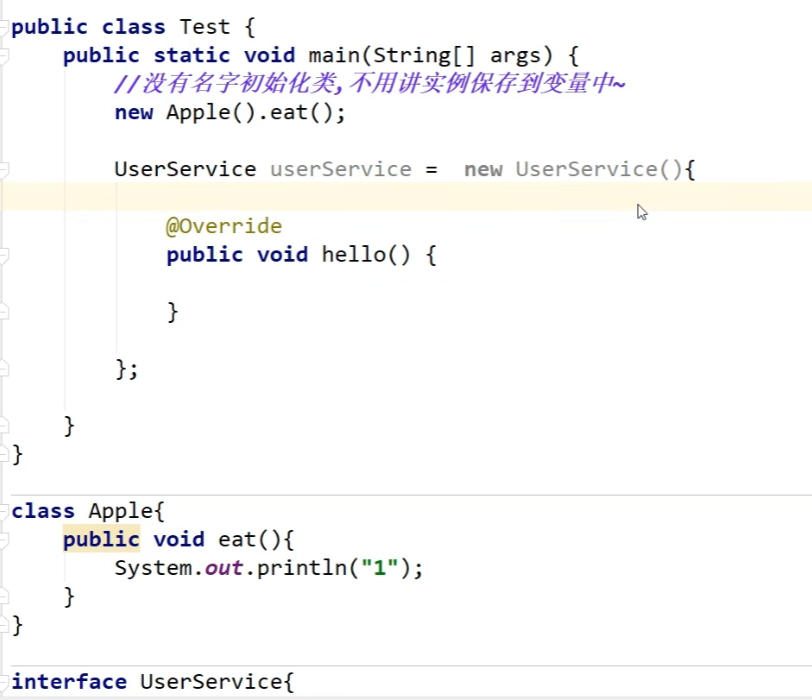 public class Test {
public static void main(String[] args) {
//没有名字初始化类,不用讲实例保存到变量中~
new Apple().eat();
UserService userService =  new UserService(){
@Override
public void hello() {
}
};
}
}
class Apple{
public void eat(){
System.out.println("1");
}
}
interface UserService{